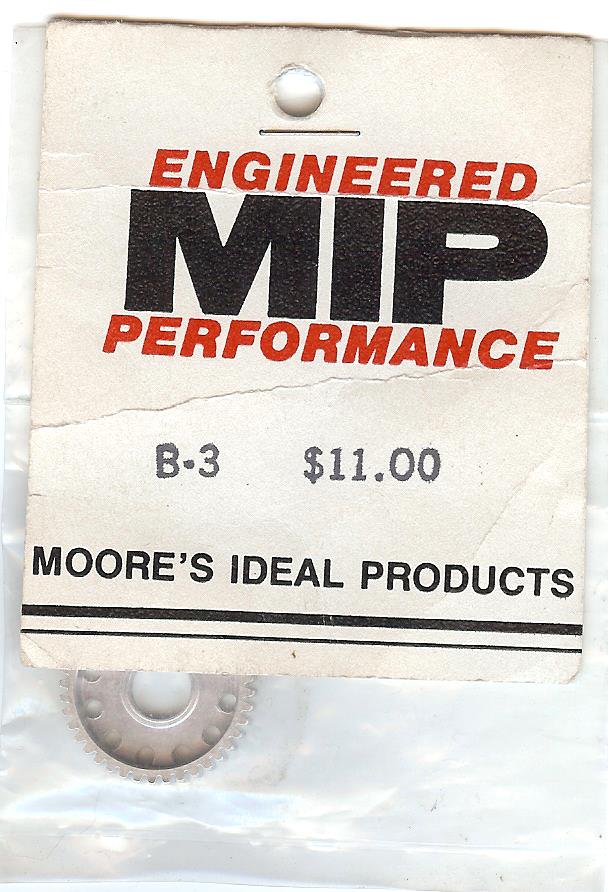 ENGINEERED
MIP
PERFORMANCE
B-3 $11.00
MOORE'S IDEAL PRODUCTS